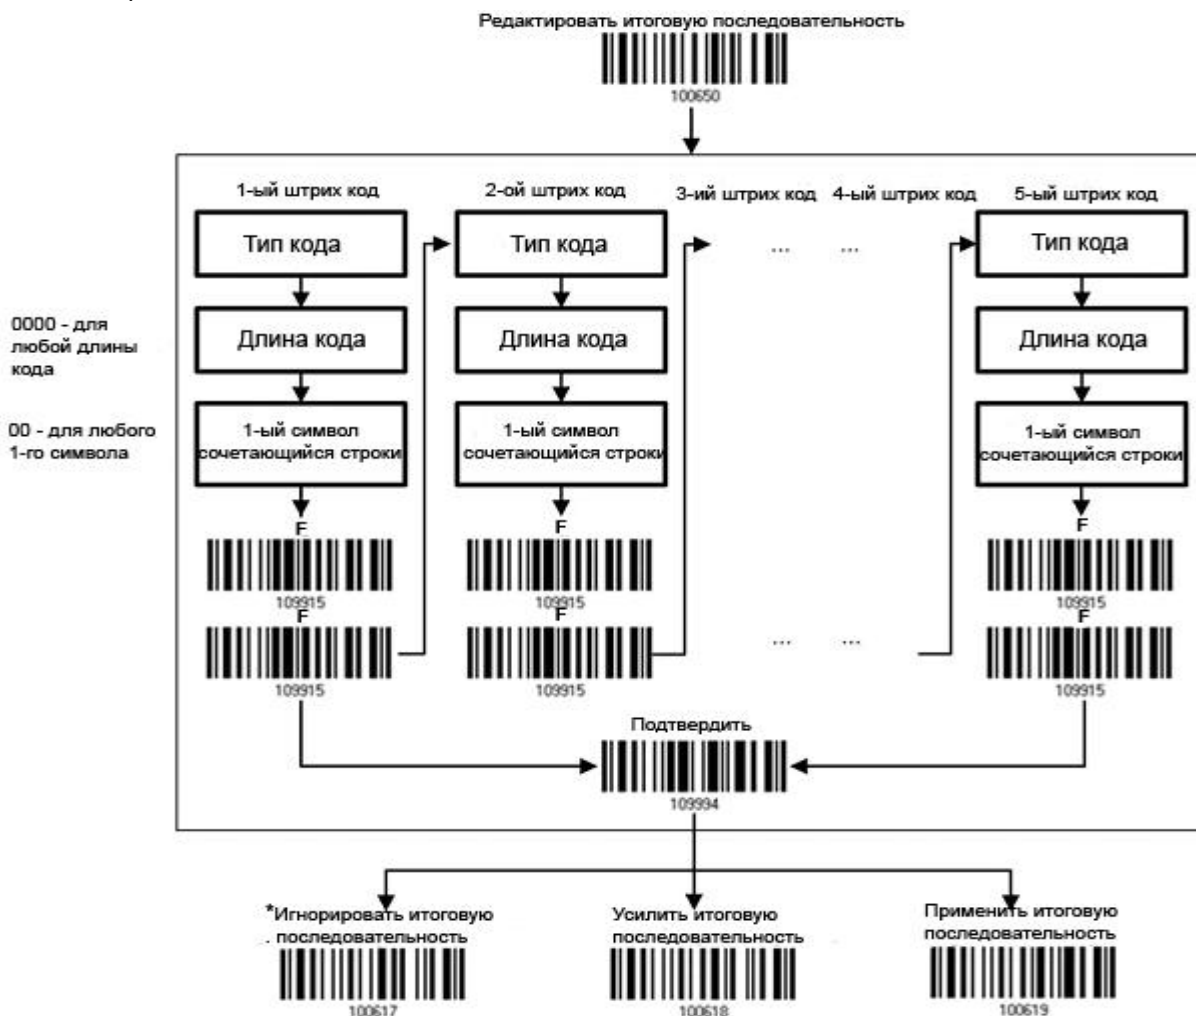 Редактировать итоговую последовательность
100650
1-ый штрих код
2-ой штрих код
3-ий штрих код
4-ый штрих код
5-ый штрих код
Тип кода
Тип кода
... ...
Тип кода
0000 - для
любой длины
кода
Длина кода
Длина кода
Длина кода
00 - для любого
1-го символа
1-ый символ
сочетающийся строки
1-ый символ
сочетающийся строки
1-ый символ
сочетающийся строки
F
F
F
109915
109915
109915
F
F
F
... ...
109915
109915
109915
Подтвердить
109994
*Игнорировать итоговую
. последовательность
100617
Усилить итоговую
последовательность
100618
Применить итоговую
последовательность
100619